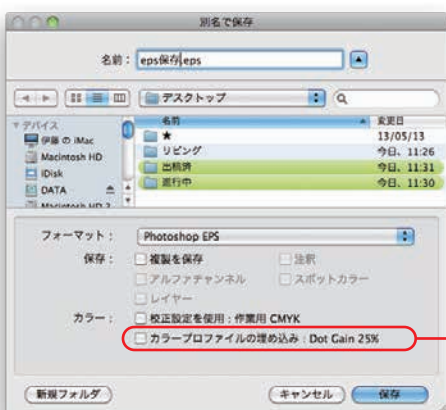 別名で保存
名前： eps保存.eps
デスクトップ
デバイス
伊藤 の iMac
Macintosh HD
iDisk
DATA
Macintosh HD 2
名前 変更日
★ 13/05/13
リビング 今日、11:26
出稿済 今日、11:31
進行中 今日、11:30
フォーマット： Photoshop EPS
保存： 複製を保存 注釈
アルファチャンネル スポットカラー
レイヤー
カラー： 校正設定を使用：作業用 CMYK
カラープロファイルの埋め込み：Dot Gain 25%
新規フォルダ キャンセル 保存